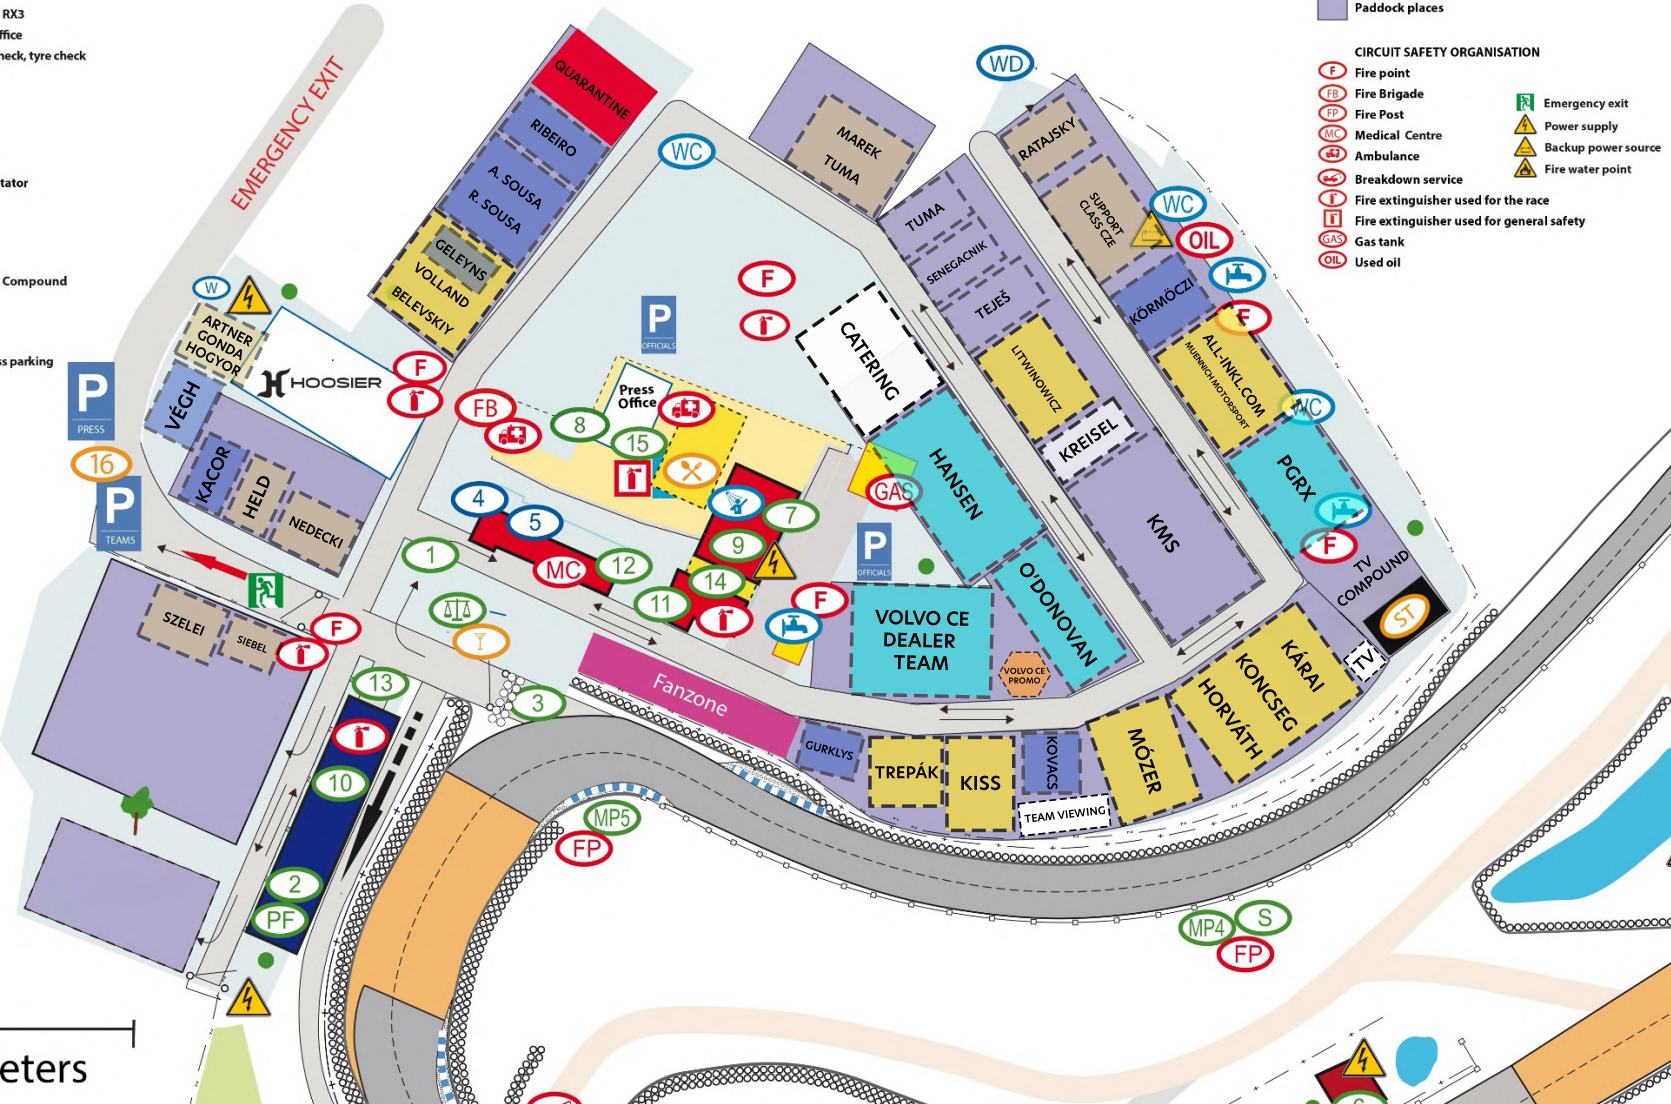 RX3
ffice
heck, tyre check
tator
Compound
ss parking
Paddock places
CIRCUIT SAFETY ORGANISATION
F Fire point
FB Fire Brigade
FP Fire Post
MC Medical Centre
Ambulance
Breakdown service
Fire extinguisher used for the race
Fire extinguisher used for general safety
GAS Gas tank
OIL Used oil
Emergency exit
Power supply
Backup power source
Fire water point
EMERGENCY EXIT
QUARANTINE
RIBEIRO
A. SOUSA
R. SOUSA
GELEYNS
VOLLAND
BELEVSKIY
WC
MAREK
TUMA
WD
RATAJSKY
SUPPORT
CLASS CZE
WC
OIL
KÖRMÖCZI
F
ALL-INKL.COM
MUENNICH MOTORSPORT
WC
PGRX
F
TV
COMPOUND
ST
TV
TUMA
SENEGACNIK
TEJEŠ
LITWINOWICZ
KREISEL
KMS
F
P
OFFICIALS
CATERING
HANSEN
GAS
O'DONOVAN
P
OFFICIALS
VOLVO CE
DEALER
TEAM
VOLVO CE
PROMO
W
ARTNER
GONDA
HOGYOR
HOOSIER
VÉGH
KACOR
HELD
NEDECKI
P
PRESS
16
P
TEAMS
F
FB
Press
Office
8
15
4
5
7
9
1
MC
12
14
11
F
SZELEI
SIEBEL
F
13
3
Fanzone
10
2
PF
GURKLYS
TREPÁK
KISS
KOVACS
TEAM VIEWING
MÓZER
HORVÁTH
KONCSEG
KÁRAI
MP5
FP
MP4
S
FP
eters